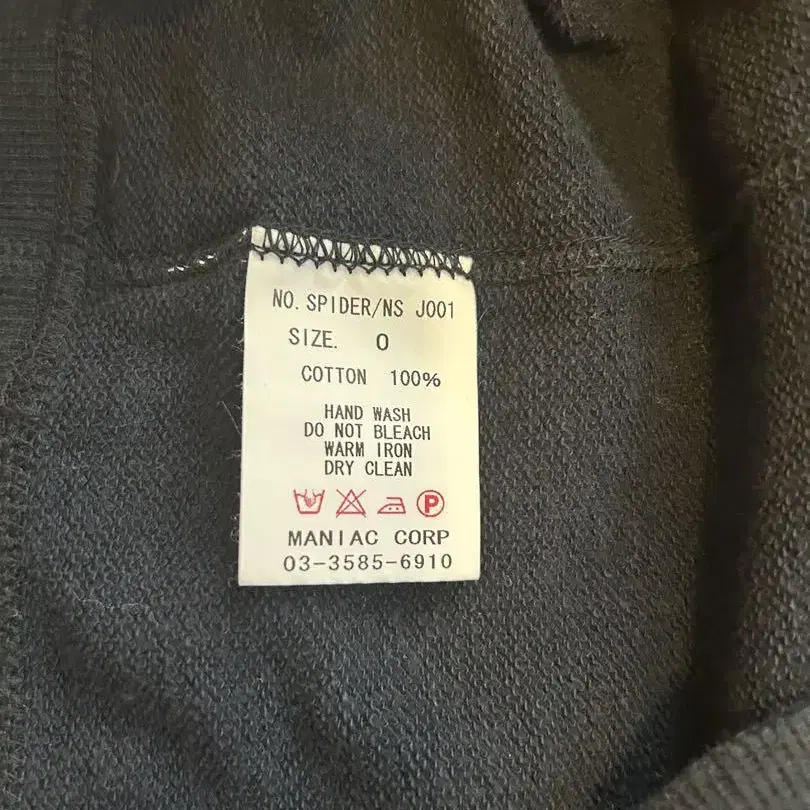 NO. SPIDER/NS J001
SIZE. 0
COTTON 100%
HAND WASH
DO NOT BLEACH
WARM IRON
DRY CLEAN
P
MANIAC CORP
03-3585-6910